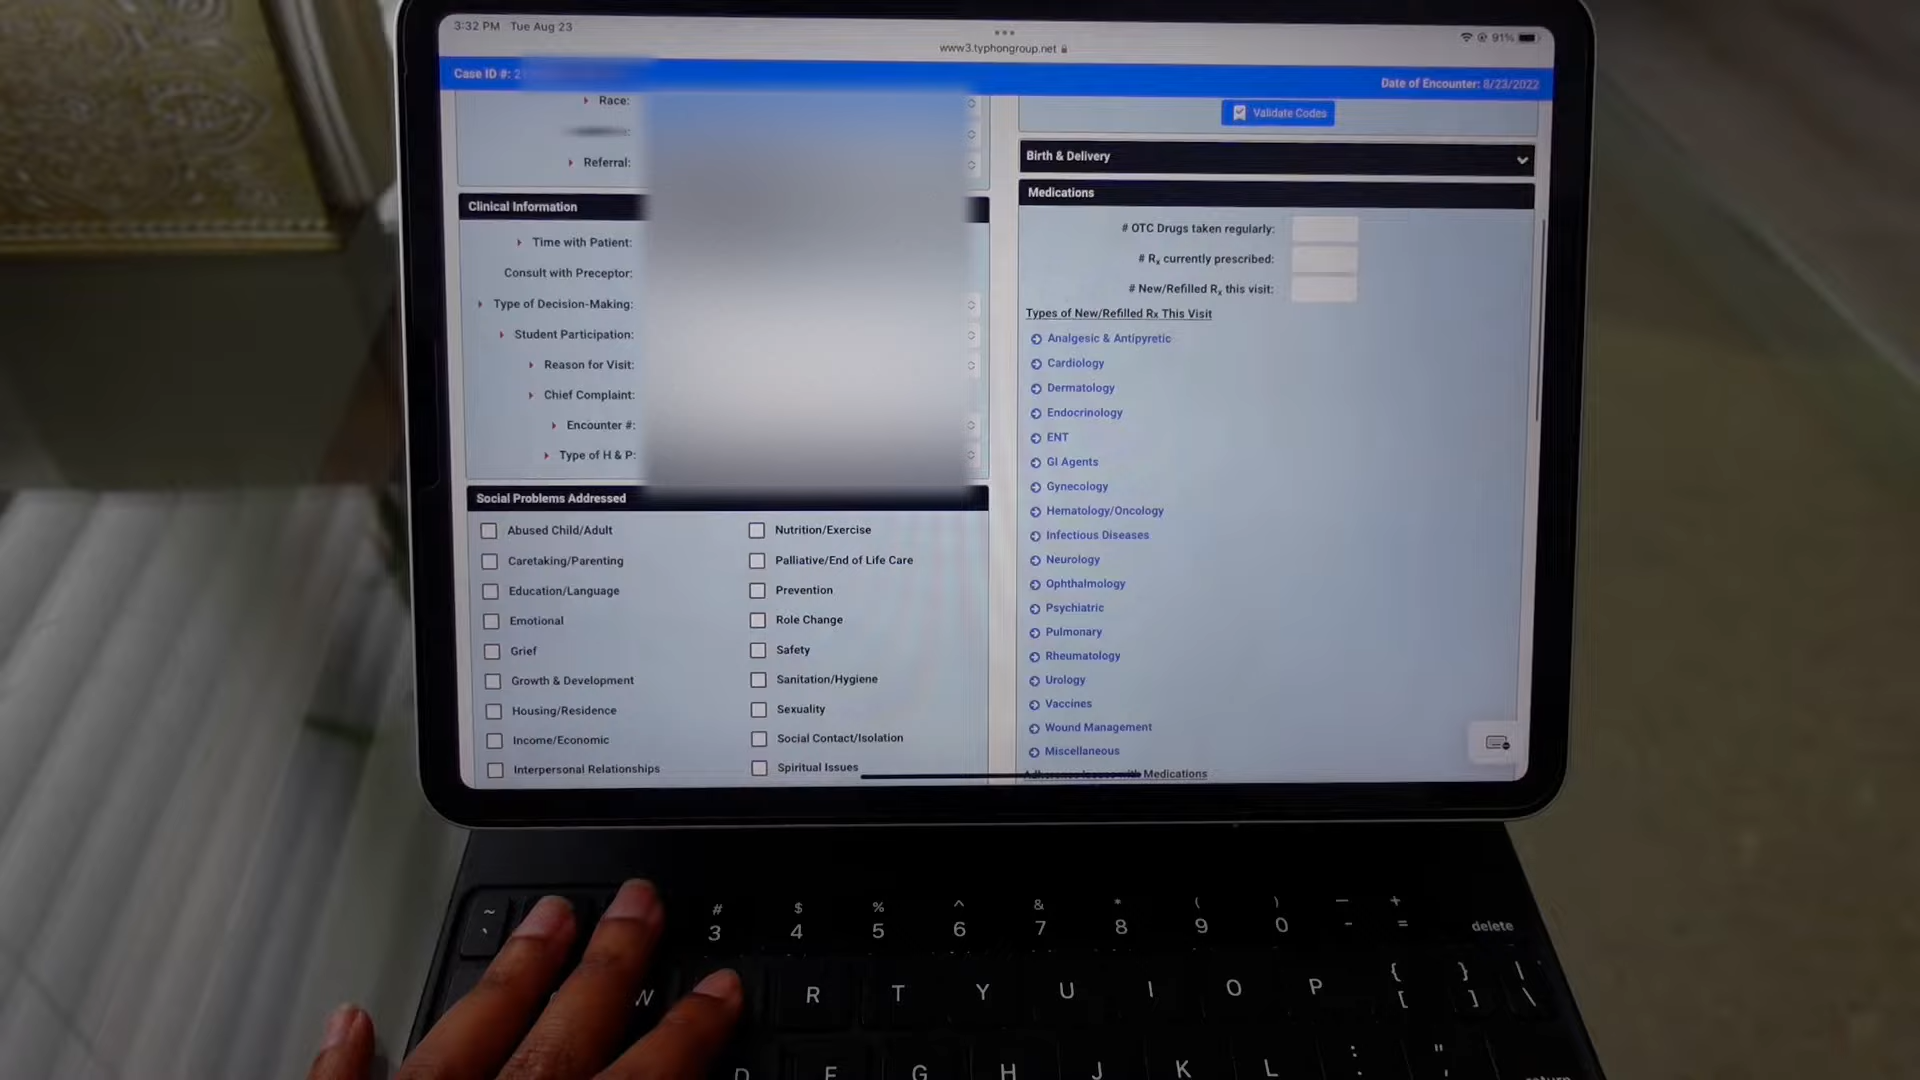 3:32 PM Tue Aug 23
www3.typhongroup.net
91%
Case ID #: 2
Date of Encounter: 8/23/2022
Race:
Referral:
Clinical Information
Time with Patient:
Consult with Preceptor:
Type of Decision-Making:
Student Participation:
Reason for Visit:
Chief Complaint:
Encounter #:
Type of H & P:
Social Problems Addressed
Abused Child/Adult
Caretaking/Parenting
Education/Language
Emotional
Grief
Growth & Development
Housing/Residence
Income/Economic
Interpersonal Relationships
Nutrition/Exercise
Palliative/End of Life Care
Prevention
Role Change
Safety
Sanitation/Hygiene
Sexuality
Social Contact/Isolation
Spiritual Issues
Validate Codes
Birth & Delivery
Medications
# OTC Drugs taken regularly:
# Rx currently prescribed:
# New/Refilled Rx this visit:
Types of New/Refilled Rx This Visit
Analgesic & Antipyretic
Cardiology
Dermatology
Endocrinology
ENT
GI Agents
Gynecology
Hematology/Oncology
Infectious Diseases
Neurology
Ophthalmology
Psychiatric
Pulmonary
Rheumatology
Urology
Vaccines
Wound Management
Miscellaneous
Adherence Issues with Medications
~ # $ % ^ & * ( ) — +
` 3 4 5 6 7 8 9 0 - = delete
W R T Y U I O P { [ } ] | \
D F G H J K L : " return